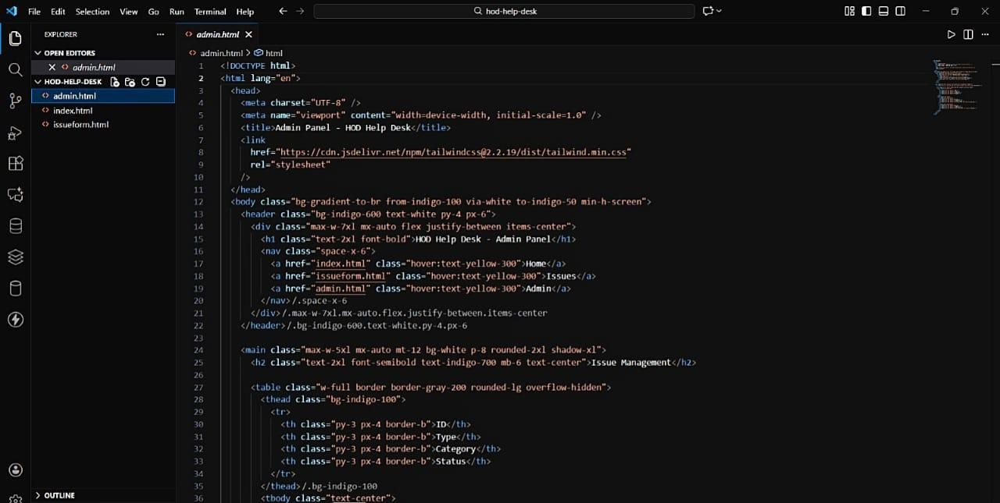 File Edit Selection View Go Run Terminal Help
hod-help-desk
EXPLORER
OPEN EDITORS
admin.html
HOD-HELP-DESK
admin.html
index.html
issueform.html
OUTLINE
admin.html
admin.html > html
1 <!DOCTYPE html>
2 <html lang="en">
3 <head>
4 <meta charset="UTF-8" />
5 <meta name="viewport" content="width=device-width, initial-scale=1.0" />
6 <title>Admin Panel - HOD Help Desk</title>
7 <link
8 href="https://cdn.jsdelivr.net/npm/tailwindcss@2.2.19/dist/tailwind.min.css"
9 rel="stylesheet"
10 />
11 </head>
12 <body class="bg-gradient-to-br from-indigo-100 via-white to-indigo-50 min-h-screen">
13 <header class="bg-indigo-600 text-white py-4 px-6">
14 <div class="max-w-7xl mx-auto flex justify-between items-center">
15 <h1 class="text-2xl font-bold">HOD Help Desk - Admin Panel</h1>
16 <nav class="space-x-6">
17 <a href="index.html" class="hover:text-yellow-300">Home</a>
18 <a href="issueform.html" class="hover:text-yellow-300">Issues</a>
19 <a href="admin.html" class="hover:text-yellow-300">Admin</a>
20 </nav>/.space-x-6
21 </div>/.max-w-7xl.mx-auto.flex.justify-between.items-center
22 </header>/.bg-indigo-600.text-white.py-4.px-6
23
24 <main class="max-w-5xl mx-auto mt-12 bg-white p-8 rounded-2xl shadow-xl">
25 <h2 class="text-2xl font-semibold text-indigo-700 mb-6 text-center">Issue Management</h2>
26
27 <table class="w-full border border-gray-200 rounded-lg overflow-hidden">
28 <thead class="bg-indigo-100">
29 <tr>
30 <th class="py-3 px-4 border-b">ID</th>
31 <th class="py-3 px-4 border-b">Type</th>
32 <th class="py-3 px-4 border-b">Category</th>
33 <th class="py-3 px-4 border-b">Status</th>
34 </tr>
35 </thead>/.bg-indigo-100
36 <tbody class="text-center">